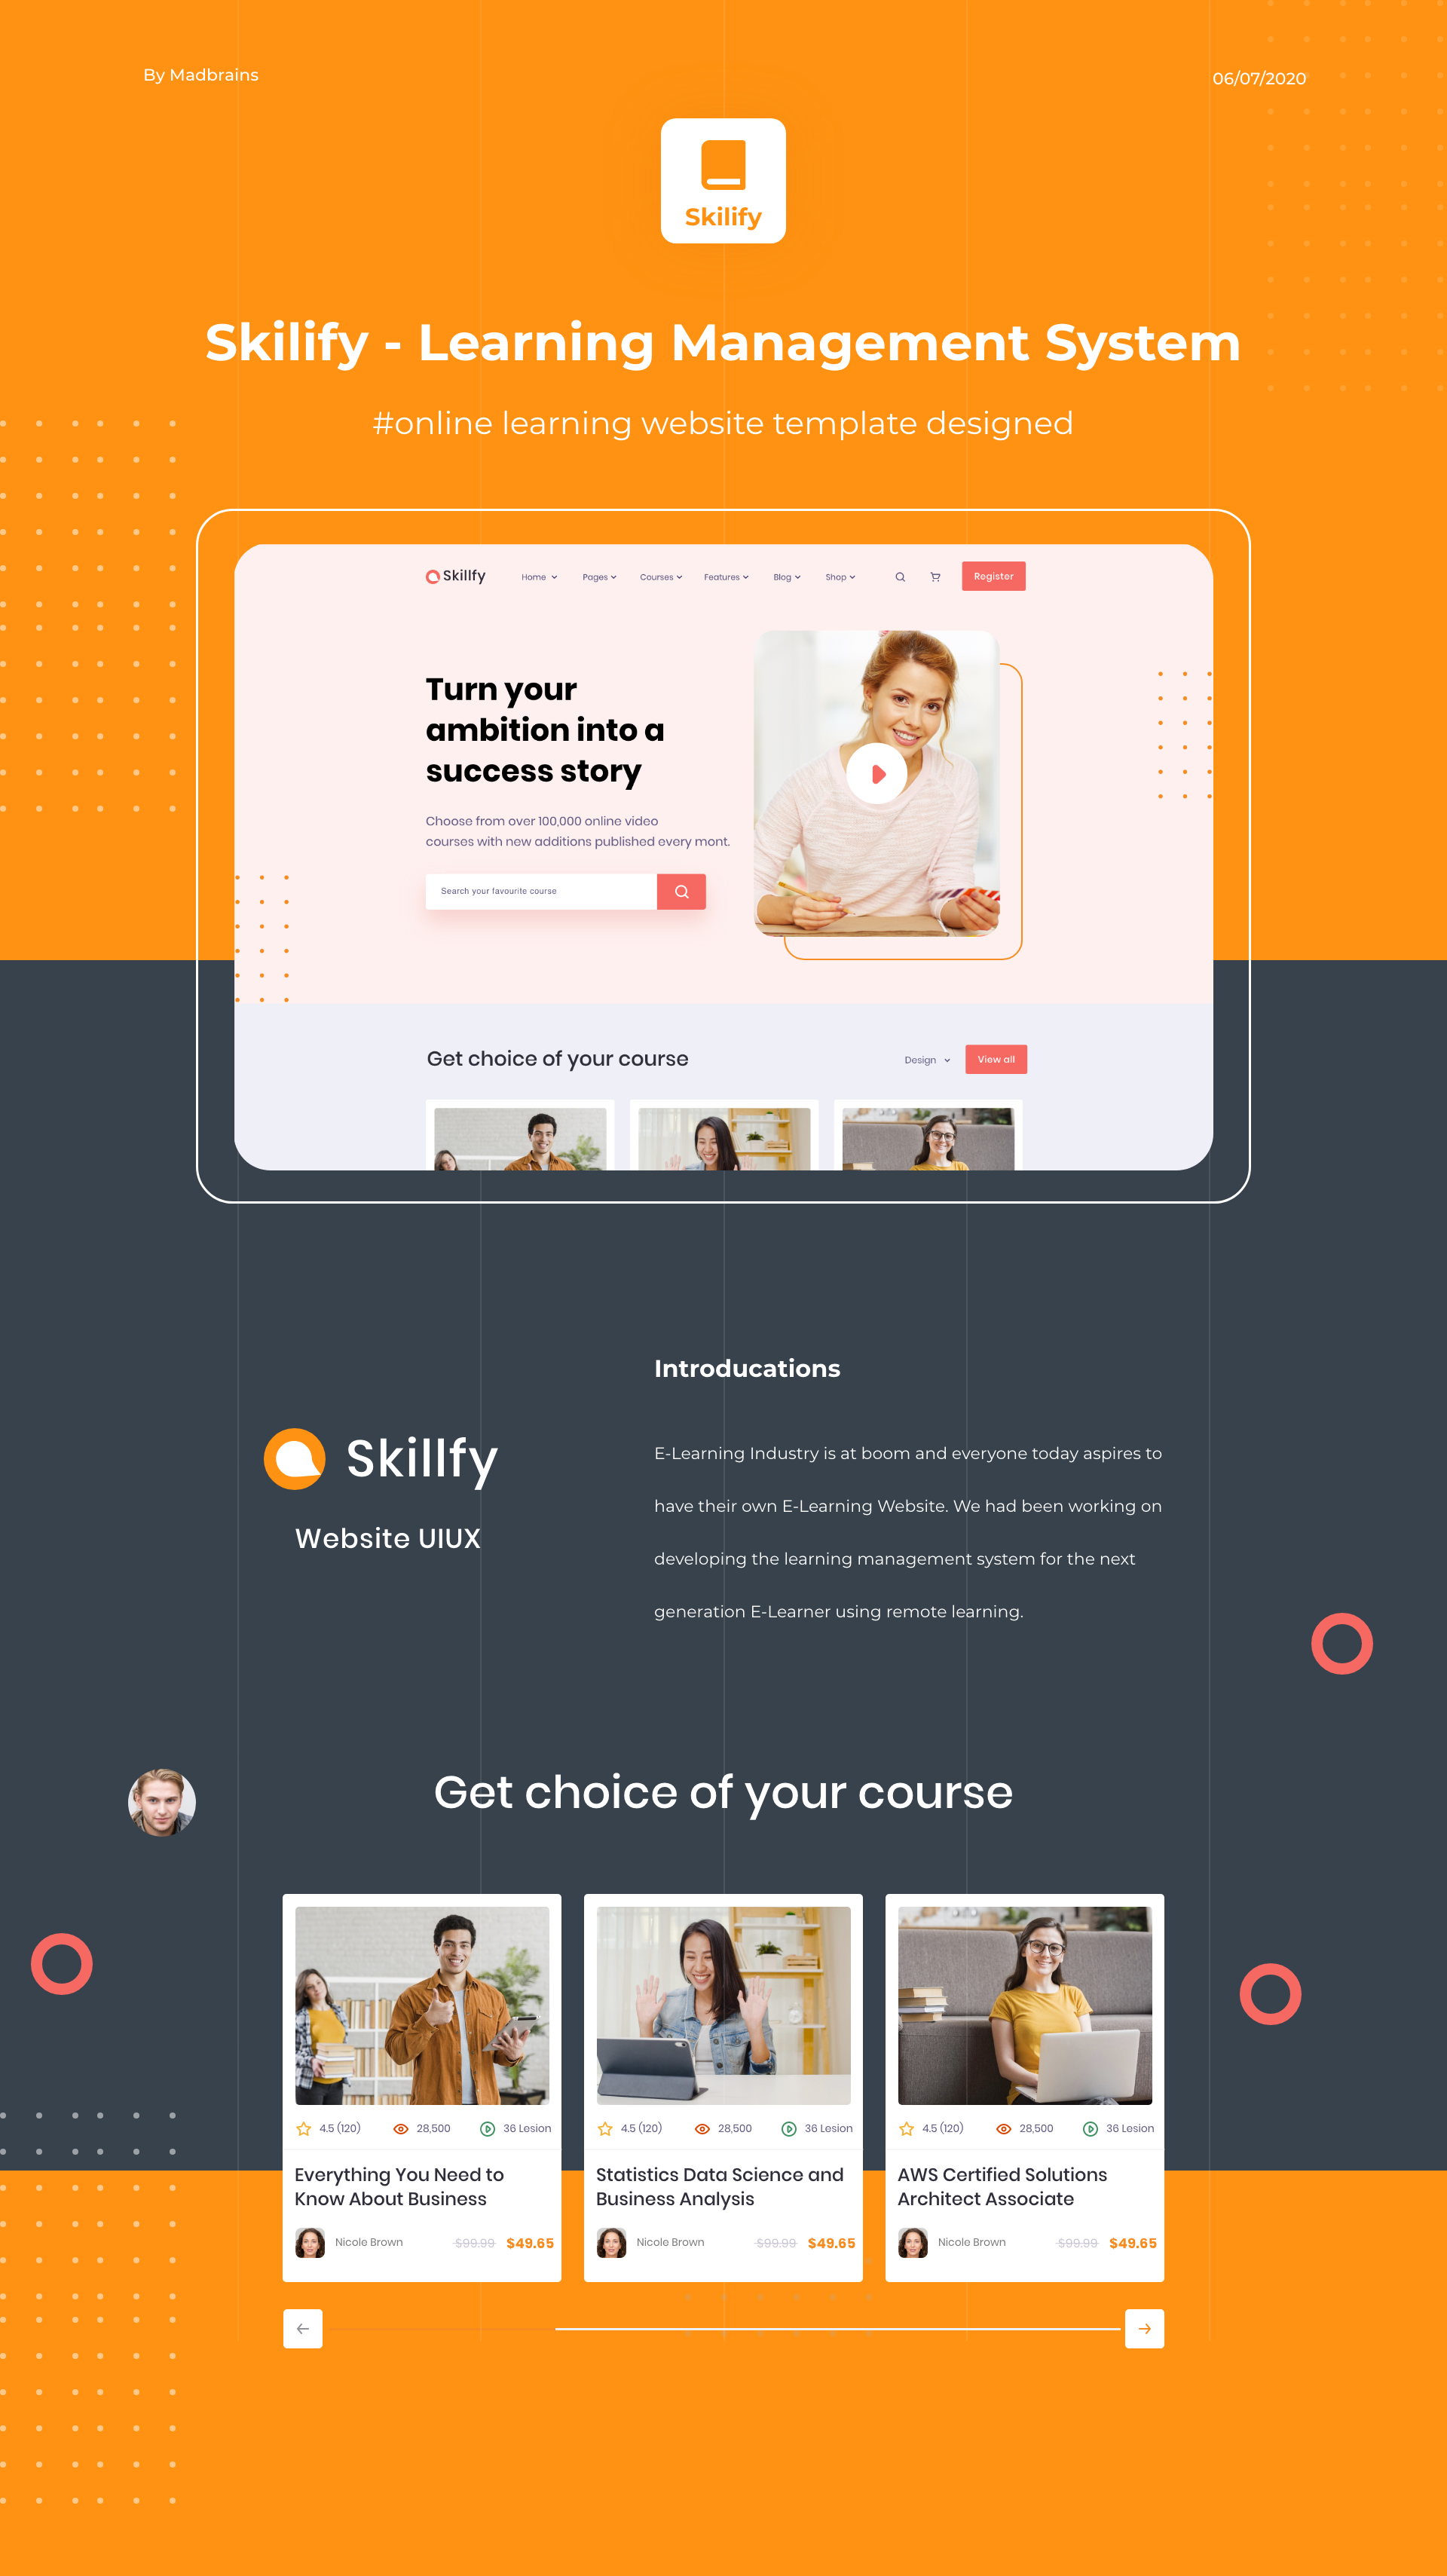 By Madbrains
06/07/2020
Skilify
Skilify - Learning Management System
#online learning website template designed
Skillfy
Home
Pages
Courses
Features
Blog
Shop
Register
Turn your
ambition into a
success story
Choose from over 100,000 online video
courses with new additions published every mont.
Search your favourite course
Get choice of your course
Design
View all
Introducations
Skillfy
Website UIUX
E-Learning Industry is at boom and everyone today aspires to
have their own E-Learning Website. We had been working on
developing the learning management system for the next
generation E-Learner using remote learning.
Get choice of your course
4.5 (120)
28,500
36 Lesion
Everything You Need to
Know About Business
Nicole Brown
$99.99
$49.65
4.5 (120)
28,500
36 Lesion
Statistics Data Science and
Business Analysis
Nicole Brown
$99.99
$49.65
4.5 (120)
28,500
36 Lesion
AWS Certified Solutions
Architect Associate
Nicole Brown
$99.99
$49.65